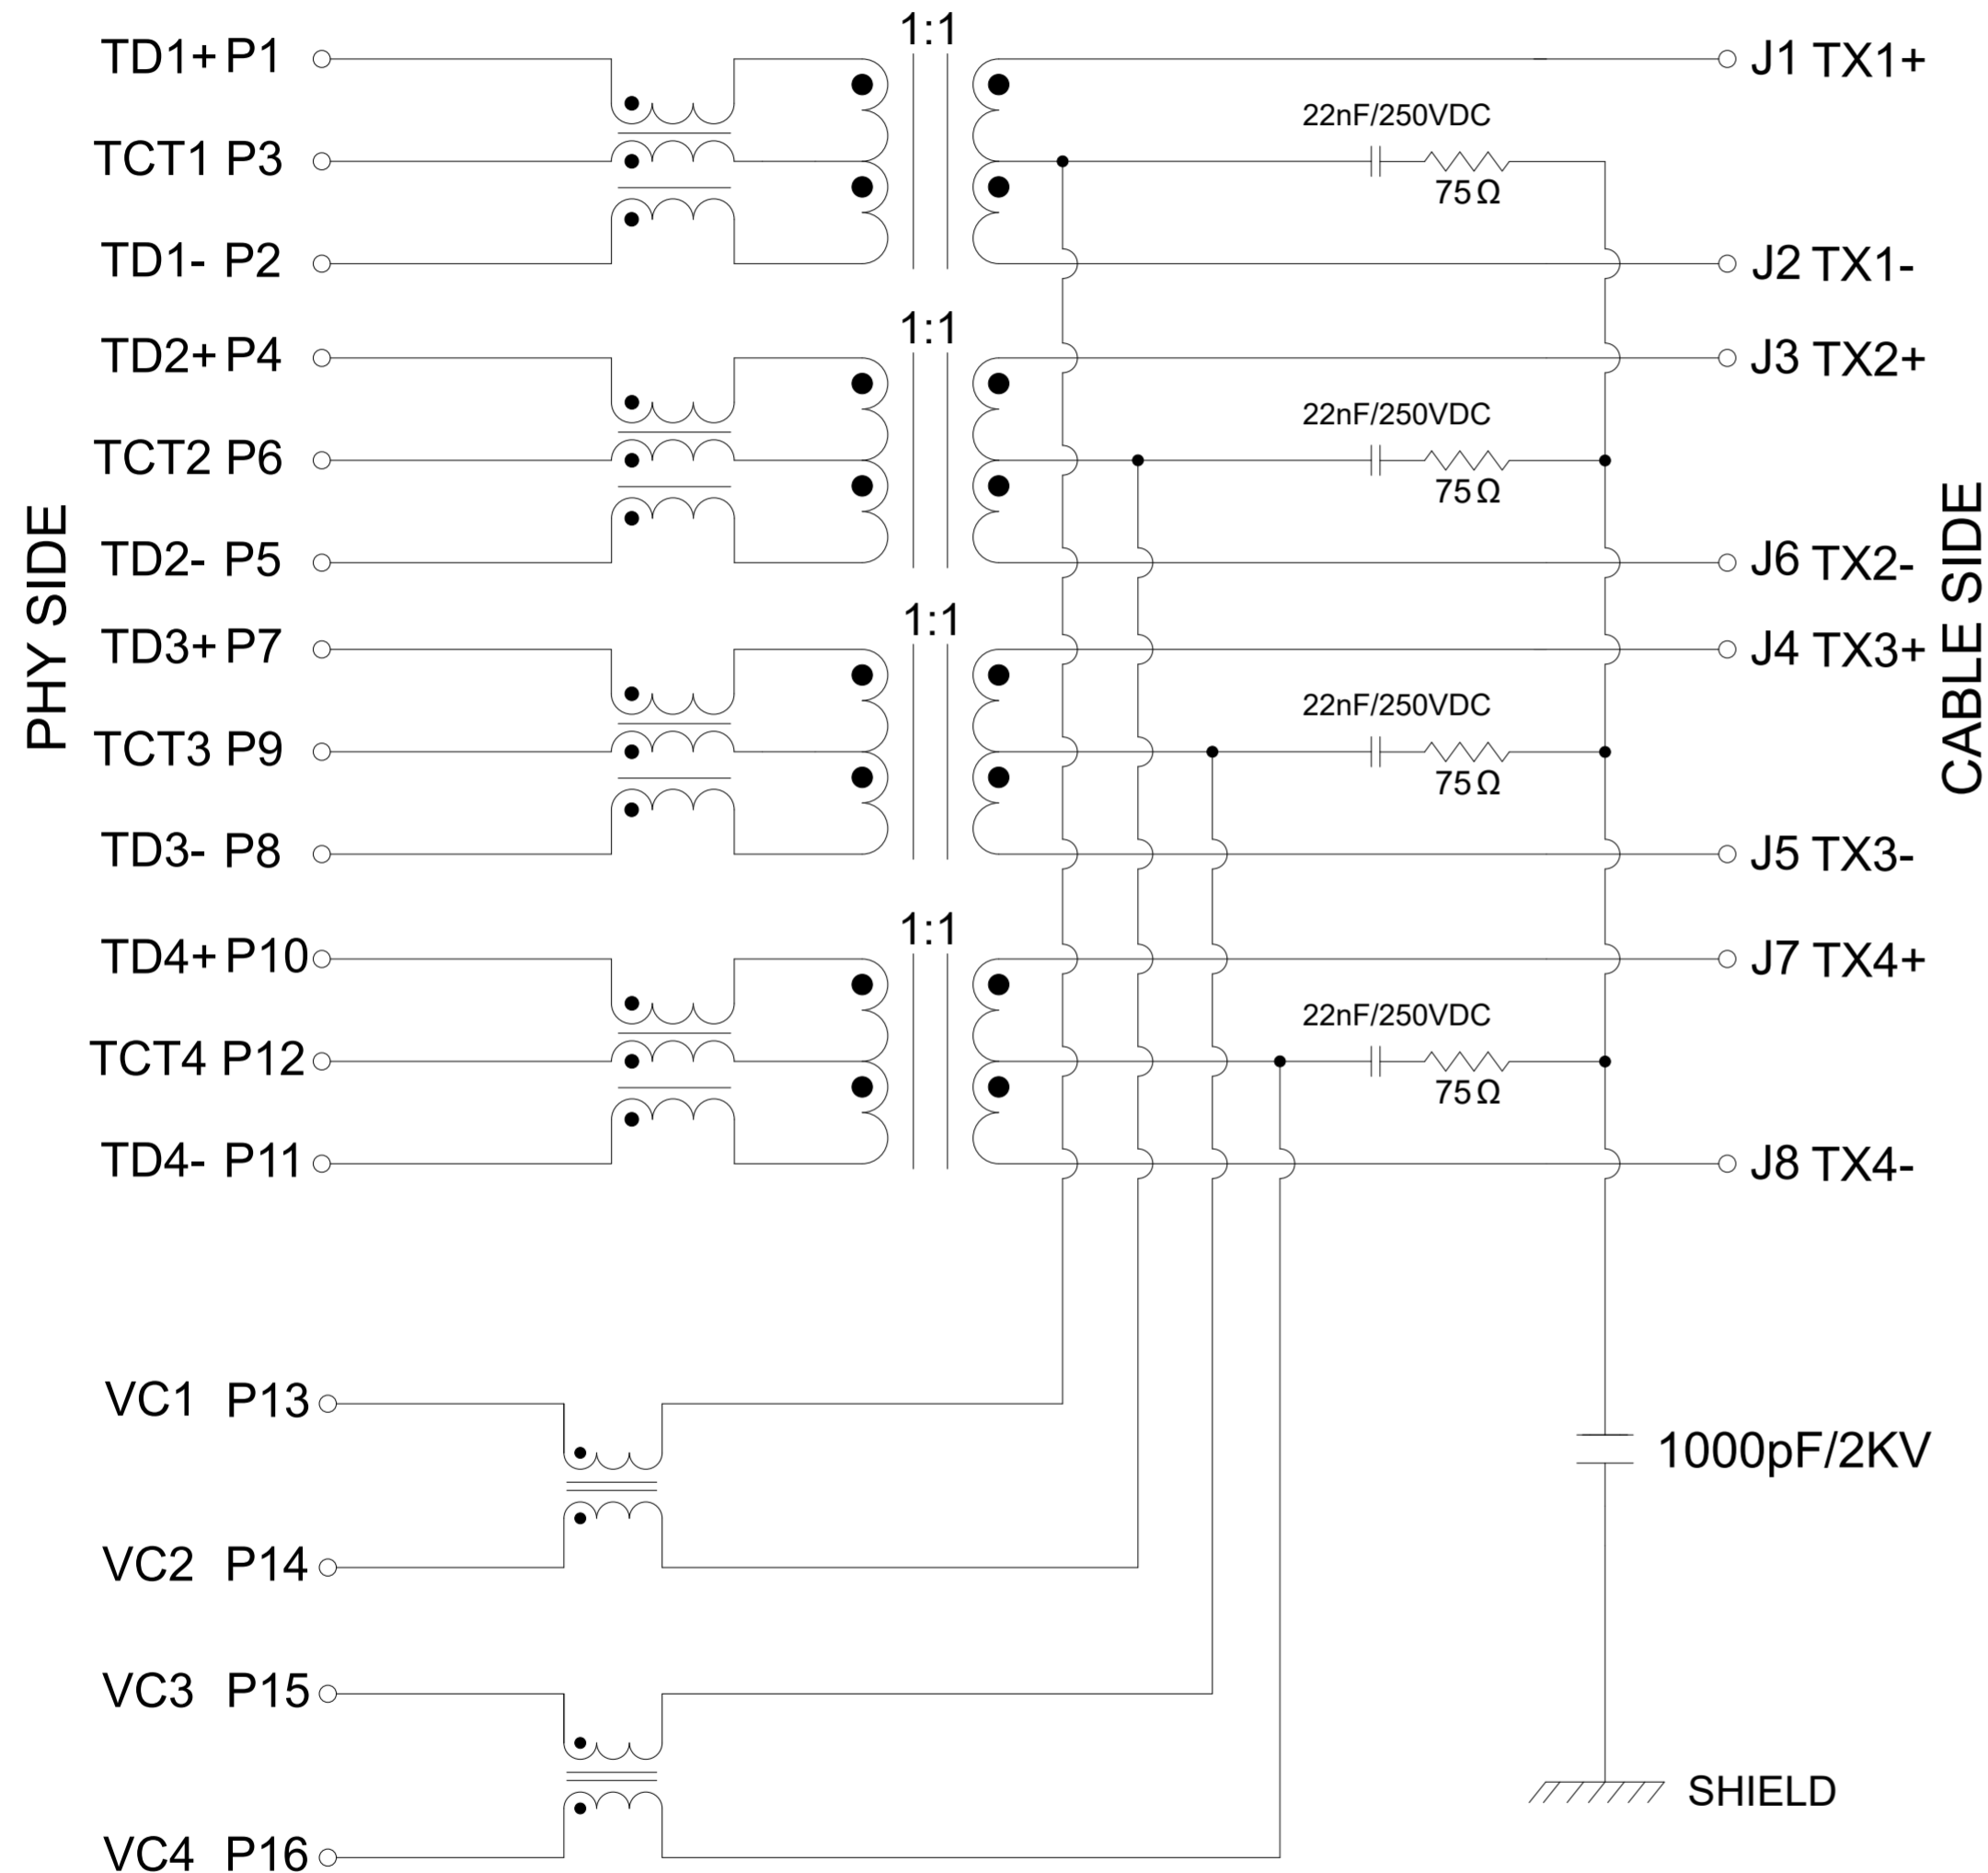 1:1
TD1+ P1
J1 TX1+
22nF/250VDC
TCT1 P3
75Ω
TD1- P2
J2 TX1-
1:1
TD2+ P4
J3 TX2+
22nF/250VDC
TCT2 P6
75Ω
TD2- P5
J6 TX2-
PHY SIDE
CABLE SIDE
1:1
TD3+ P7
J4 TX3+
22nF/250VDC
TCT3 P9
75Ω
TD3- P8
J5 TX3-
1:1
TD4+ P10
J7 TX4+
22nF/250VDC
TCT4 P12
75Ω
TD4- P11
J8 TX4-
VC1 P13
1000pF/2KV
VC2 P14
VC3 P15
SHIELD
VC4 P16